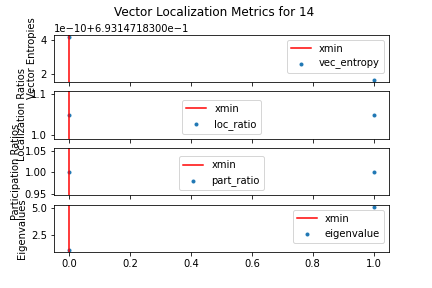 Vector Localization Metrics for 14
1e−10+6.9314718300e−1
Vector Entropies
4
2
xmin
vec_entropy
Localization Ratios
1.1
1.0
xmin
loc_ratio
Participation Ratios
1.05
1.00
0.95
xmin
part_ratio
Eigenvalues
5.0
2.5
xmin
eigenvalue
0.0 0.2 0.4 0.6 0.8 1.0